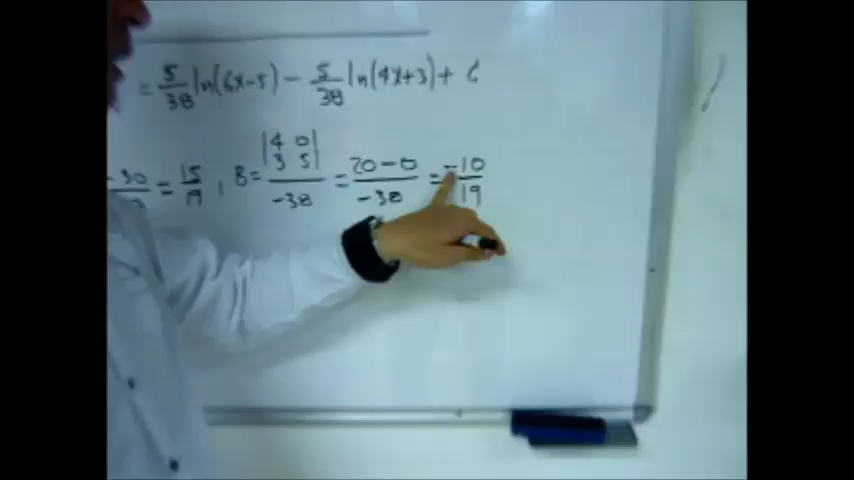 = 5/38 ln(6x-5) - 5/38 ln(4x+3) + C
-30/ = 15/19 , B = |4 0| |3 5| / -38 = 20-0/-38 = -10/19